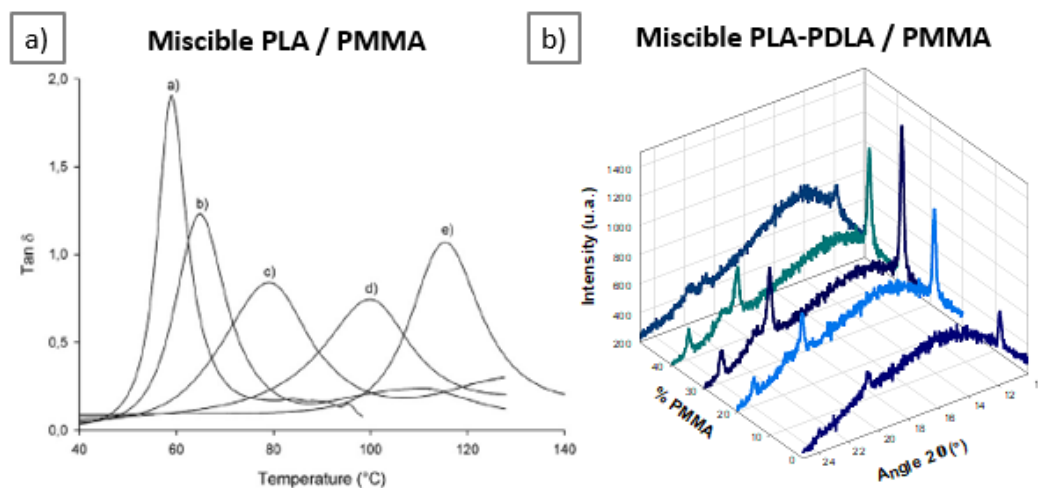 a)
Miscible PLA / PMMA
2,0
1,5
1,0
0,5
0,0
Tan δ
a)
b)
c)
d)
e)
40
60
80
100
120
140
Temperature (°C)
b)
Miscible PLA-PDLA / PMMA
1400
1200
1000
800
600
400
200
Intensity (u.a.)
40
30
20
10
0
% PMMA
24
22
20
18
16
14
12
1
Angle 2θ(°)